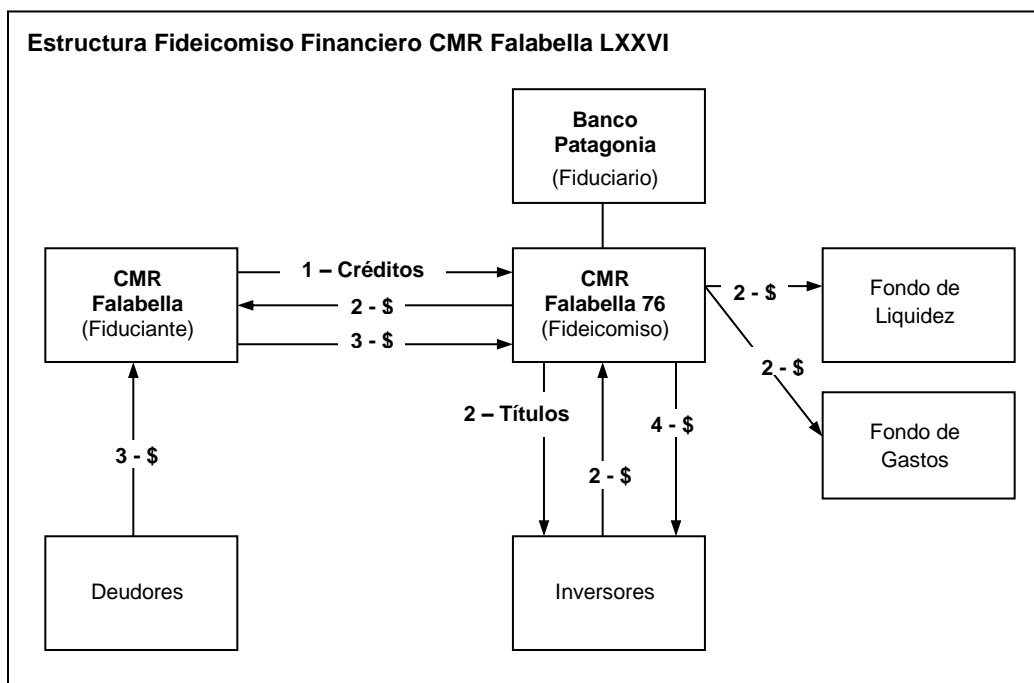 Estructura Fideicomiso Financiero CMR Falabella LXXVI
Banco
Patagonia
(Fiduciario)
CMR
Falabella
(Fiduciante)
1 – Créditos
2 - $
3 - $
CMR
Falabella 76
(Fideicomiso)
2 - $
Fondo de
Liquidez
2 - $
Fondo de
Gastos
2 – Títulos
4 - $
3 - $
2 - $
Deudores
Inversores